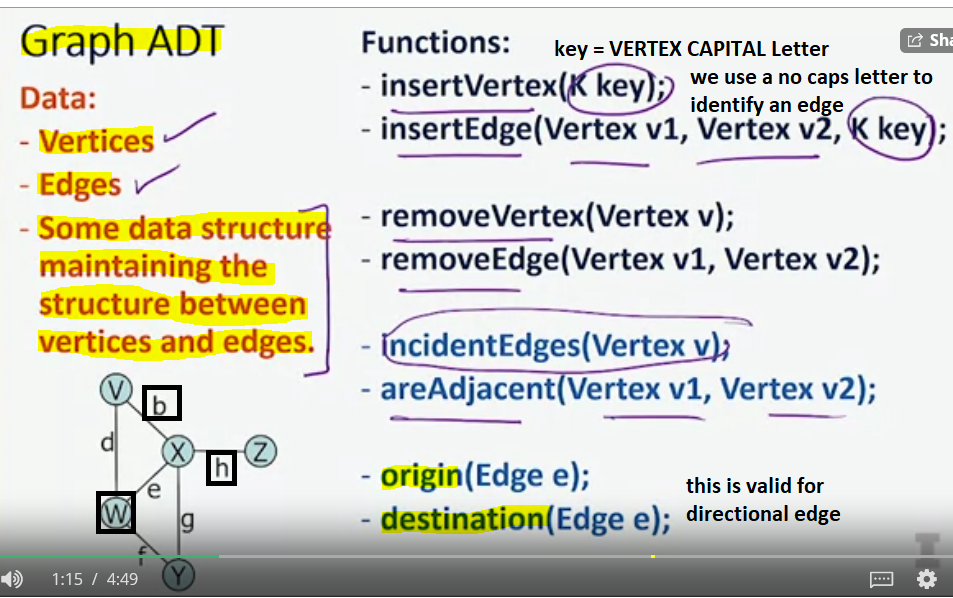 Graph ADT
Data:
- Vertices
- Edges
- Some data structure
maintaining the
structure between
vertices and edges.
V
b
d
X
h
Z
e
W
g
f
Y
Functions:
key = VERTEX CAPITAL Letter
- insertVertex(K key);
we use a no caps letter to
identify an edge
- insertEdge(Vertex v1, Vertex v2, K key);
- removeVertex(Vertex v);
- removeEdge(Vertex v1, Vertex v2);
- incidentEdges(Vertex v);
- areAdjacent(Vertex v1, Vertex v2);
- origin(Edge e);
- destination(Edge e);
this is valid for
directional edge
Sha
I
1:15 / 4:49